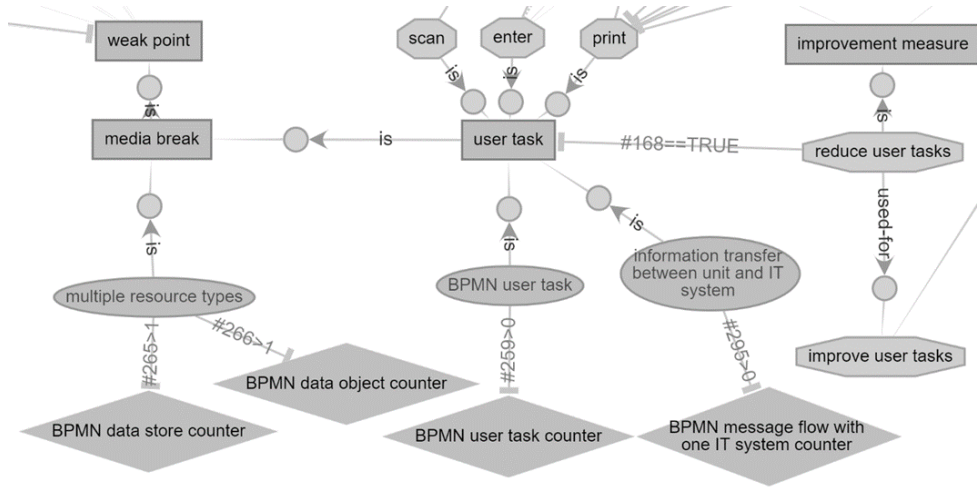 scan
enter
print
weak point
improvement measure
is
is
is
is
is
media break
is
user task
#168==TRUE
reduce user tasks
is
is
is
used-for
information transfer
between unit and IT
system
multiple resource types
BPMN user task
#265>1
#266>1
#259>0
#295>0
improve user tasks
BPMN data object counter
BPMN data store counter
BPMN user task counter
BPMN message flow with
one IT system counter